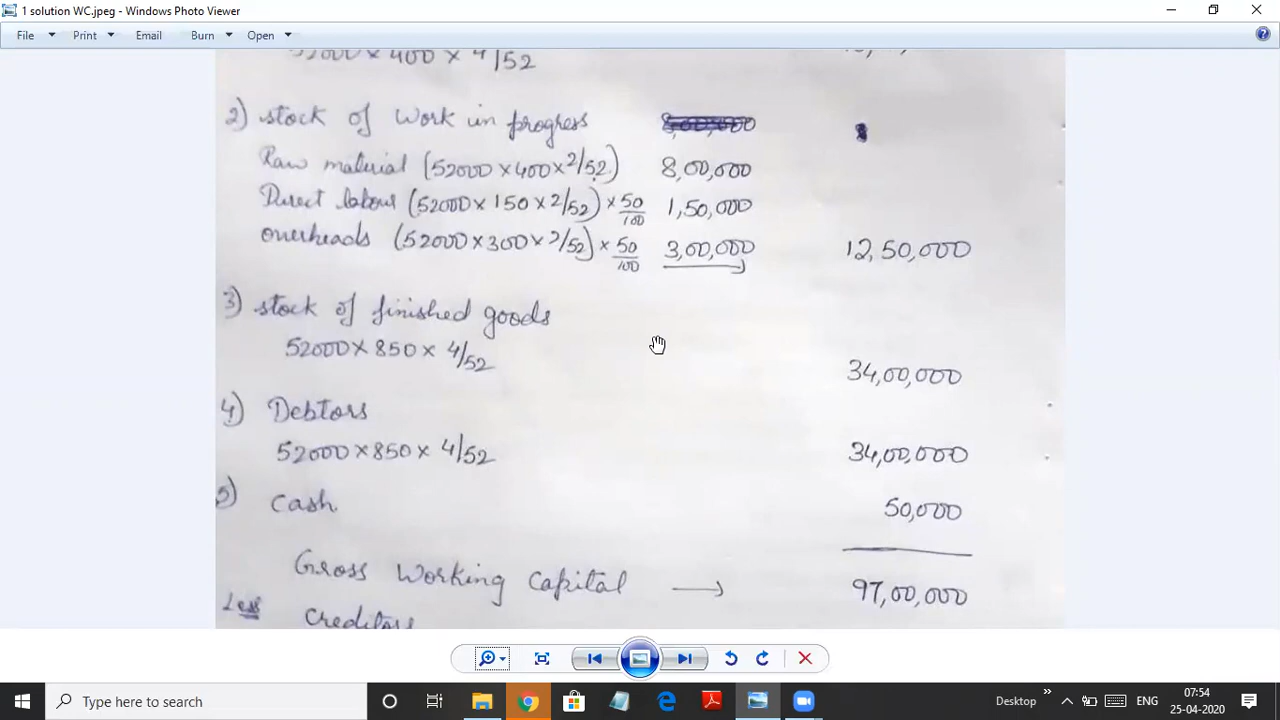 1 solution WC.jpeg - Windows Photo Viewer
File Print Email Burn Open
52000 × 400 × 4/52
2) stock of work in progress
Raw material (52000 × 400 × 2/52) 8,00,000
Direct labour (52000 × 150 × 2/52) × 50/100 1,50,000
overheads (52000 × 300 × 2/52) × 50/100 3,00,000 12,50,000
3) stock of finished goods
52000 × 850 × 4/52 34,00,000
4) Debtors
52000 × 850 × 4/52 34,00,000
5) Cash 50,000
Gross Working Capital → 97,00,000
Less Creditors
Type here to search
Desktop » ENG 07:54
25-04-2020